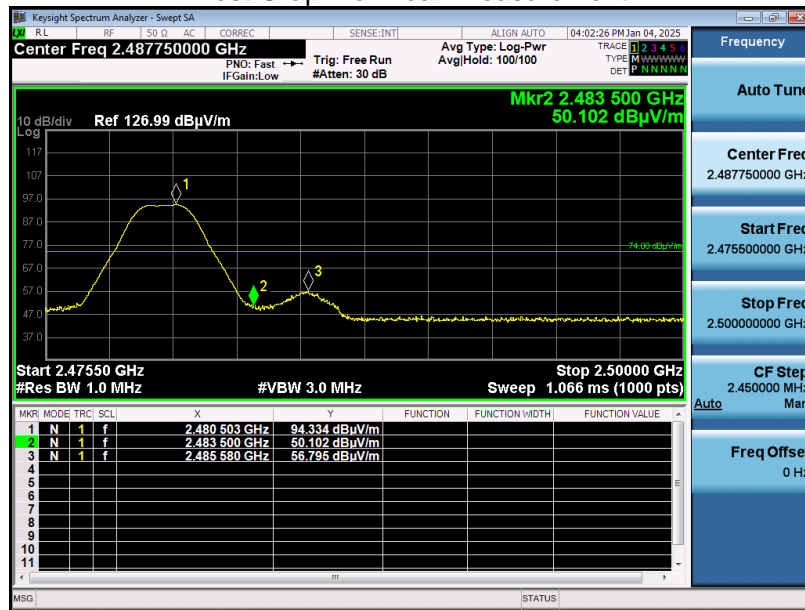 Keysight Spectrum Analyzer - Swept SA
RL RF 50 Ω AC CORREC SENSE:INT ALIGN AUTO 04:02:26 PM Jan 04, 2025
Center Freq 2.487750000 GHz
PNO: Fast
IFGain:Low
Trig: Free Run
#Atten: 30 dB
Avg Type: Log-Pwr
Avg|Hold: 100/100
TRACE 1 2 3 4 5 6
TYPE M WWWWW
DET P N N N N N
Mkr2 2.483 500 GHz
50.102 dBµV/m
10 dB/div Ref 126.99 dBµV/m
Log
117
107
97.0
87.0
77.0
67.0
57.0
47.0
37.0
1
2
3
74.00 dBµV/m
Start 2.47550 GHz Stop 2.50000 GHz
#Res BW 1.0 MHz #VBW 3.0 MHz Sweep 1.066 ms (1000 pts)
MKR MODE TRC SCL X Y FUNCTION FUNCTION WIDTH FUNCTION VALUE
1 N 1 f 2.480 503 GHz 94.334 dBµV/m
2 N 1 f 2.483 500 GHz 50.102 dBµV/m
3 N 1 f 2.485 580 GHz 56.795 dBµV/m
4
5
6
7
8
9
10
11
MSG STATUS
Frequency
Auto Tune
Center Freq
2.487750000 GHz
Start Freq
2.475500000 GHz
Stop Freq
2.500000000 GHz
CF Step
2.450000 MHz
Auto Man
Freq Offset
0 Hz